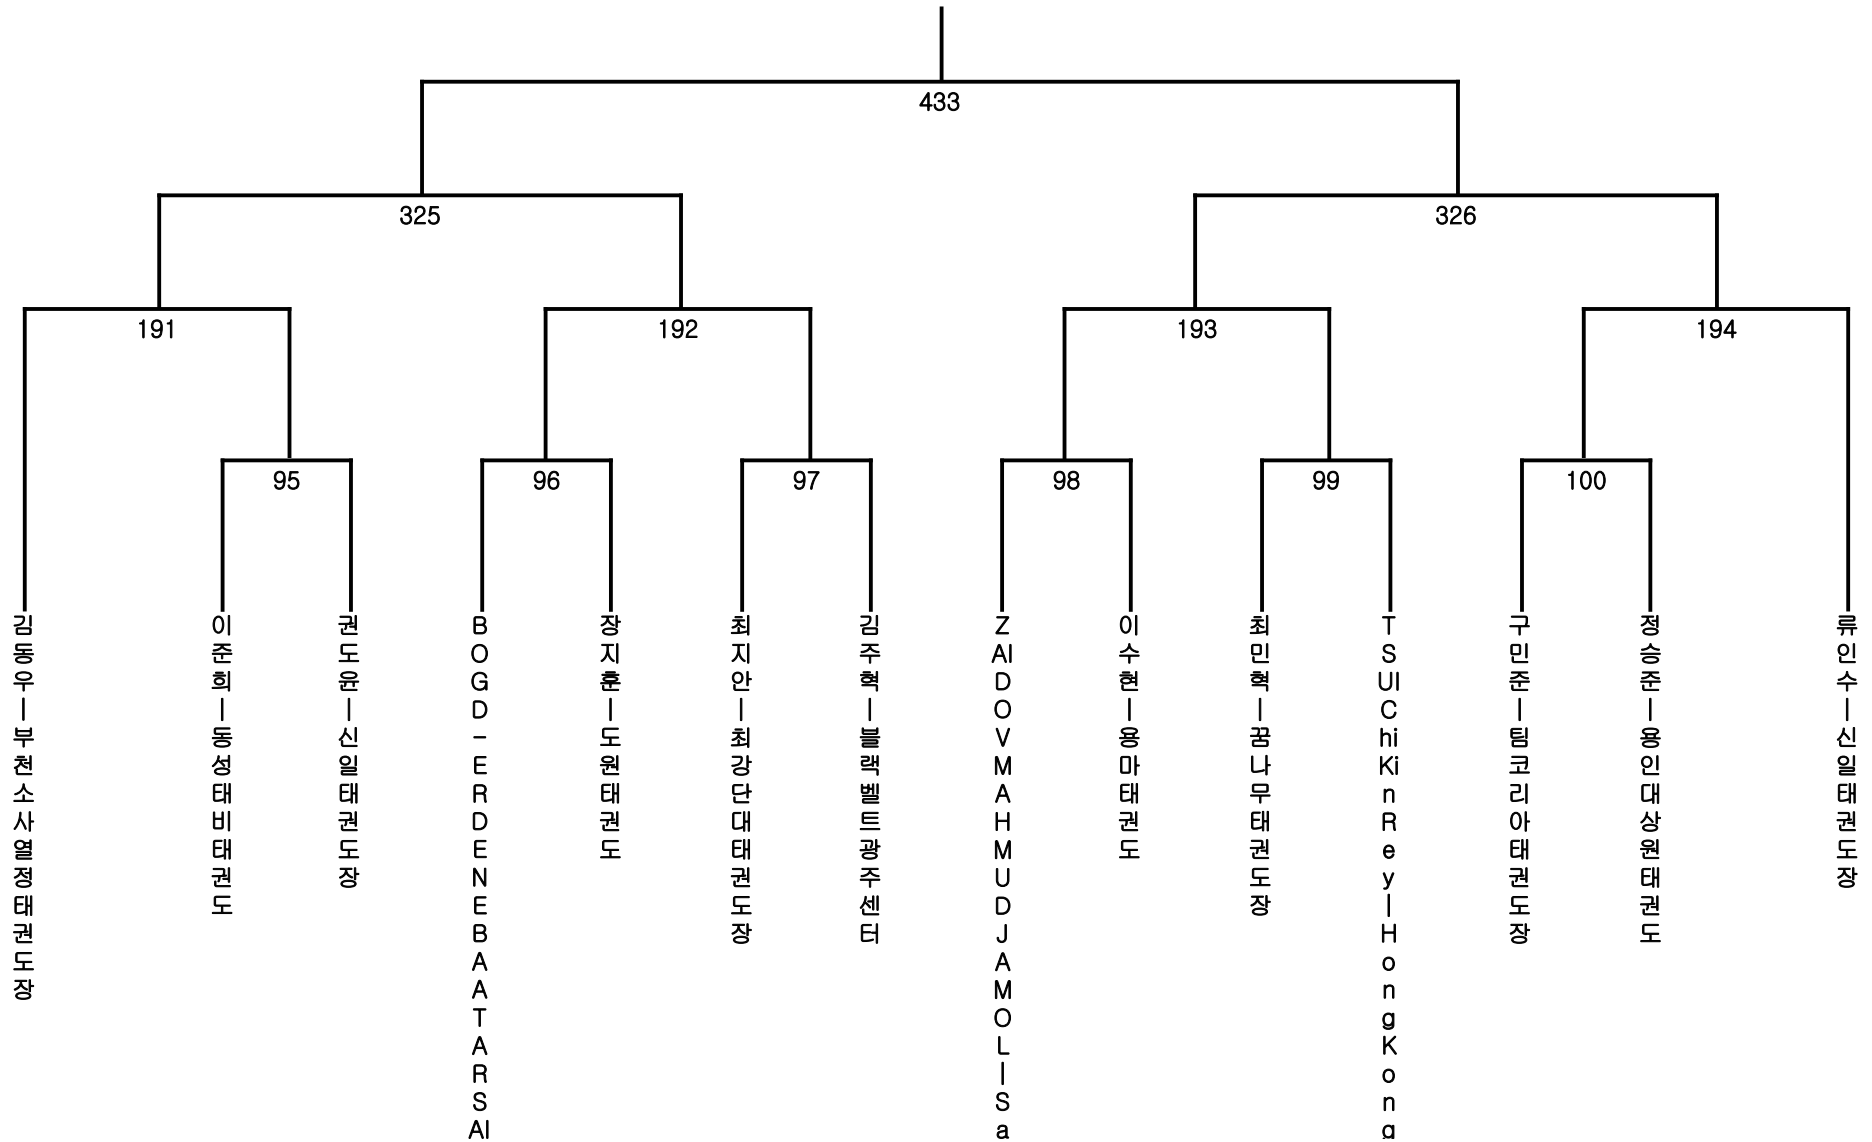 433
325
326
191
192
193
194
95
96
97
98
99
100
김동우|부천소사열정태권도장
이준희|동성태비태권도
권도윤|신일태권도장
BOGD-ERDENEBAATARSAI
장지훈|도원태권도
최지안|최강단대태권도장
김주혁|블랙벨트광주센터
ZAIDOVMAHMUDJAMOL|Sa
이수현|용마태권도
최민혁|꿈나무태권도장
TSUIChiKinRey|HongKong
구민준|팀코리아태권도장
정승준|용인대상원태권도
류인수|신일태권도장